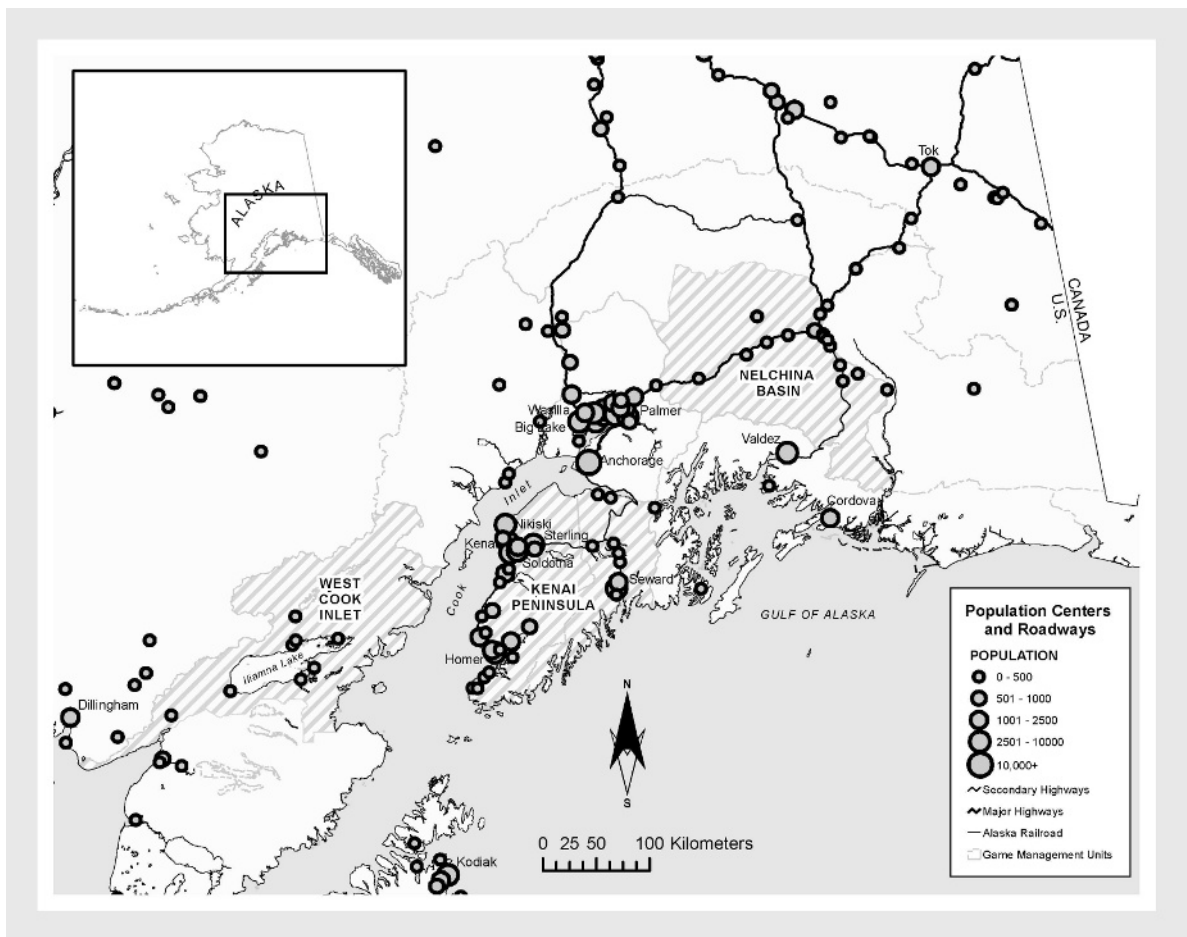 ALASKA
Tok
CANADA
U.S.
NELCHINA
BASIN
Wasilla
Palmer
Big Lake
Valdez
Anchorage
Inlet
Cordova
Nikiski
Kenai
Sterling
Soldotna
WEST
COOK
INLET
KENAI
PENINSULA
Seward
Cook
GULF OF ALASKA
Iliamna Lake
Homer
Dillingham
Kodiak
N
S
0 25 50 100 Kilometers
Population Centers
and Roadways
POPULATION
0 - 500
501 - 1000
1001 - 2500
2501 - 10000
10,000+
Secondary Highways
Major Highways
Alaska Railroad
Game Management Units